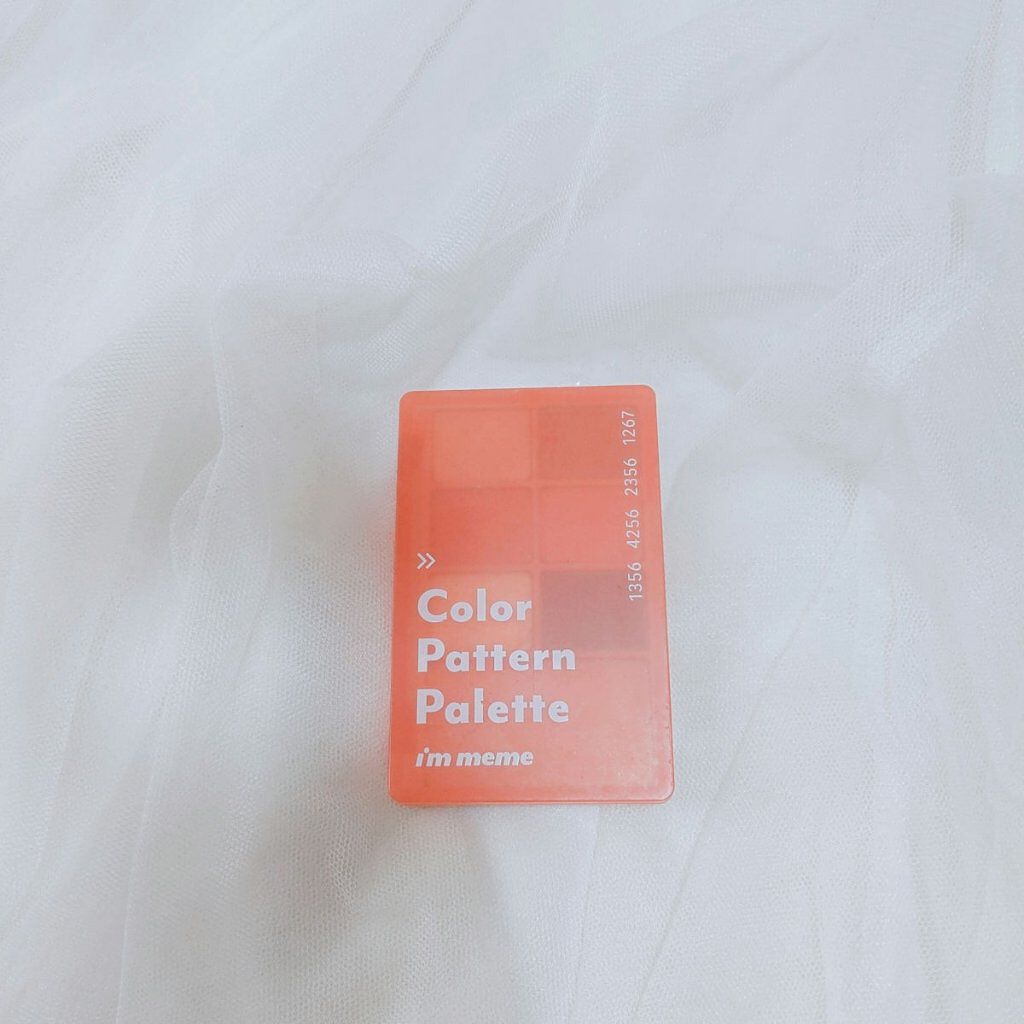 1356 4256 2356 1267
»
Color
Pattern
Palette
i'm meme